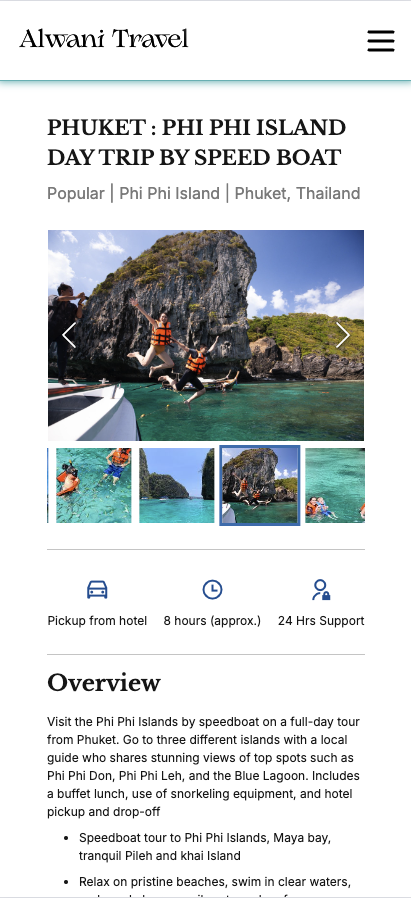 Alwani Travel
PHUKET : PHI PHI ISLAND
DAY TRIP BY SPEED BOAT
Popular | Phi Phi Island | Phuket, Thailand
Pickup from hotel
8 hours (approx.)
24 Hrs Support
Overview
Visit the Phi Phi Islands by speedboat on a full-day tour
from Phuket. Go to three different islands with a local
guide who shares stunning views of top spots such as
Phi Phi Don, Phi Phi Leh, and the Blue Lagoon. Includes
a buffet lunch, use of snorkeling equipment, and hotel
pickup and drop-off
• Speedboat tour to Phi Phi Islands, Maya bay,
tranquil Pileh and khai Island
• Relax on pristine beaches, swim in clear waters,